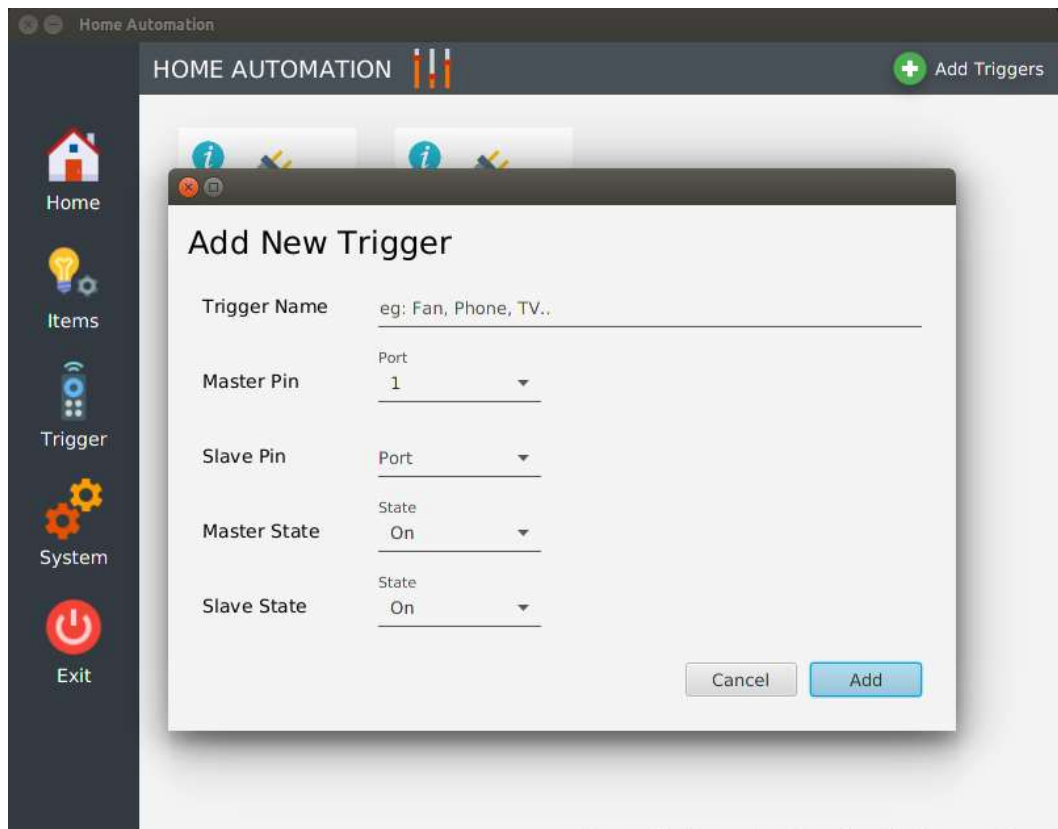 Home Automation
HOME AUTOMATION
Add Triggers
Home
Items
Trigger
System
Exit
i
i
Add New Trigger
Trigger Name eg: Fan, Phone, TV..
Port
Master Pin 1
Slave Pin Port
State
Master State On
State
Slave State On
Cancel Add